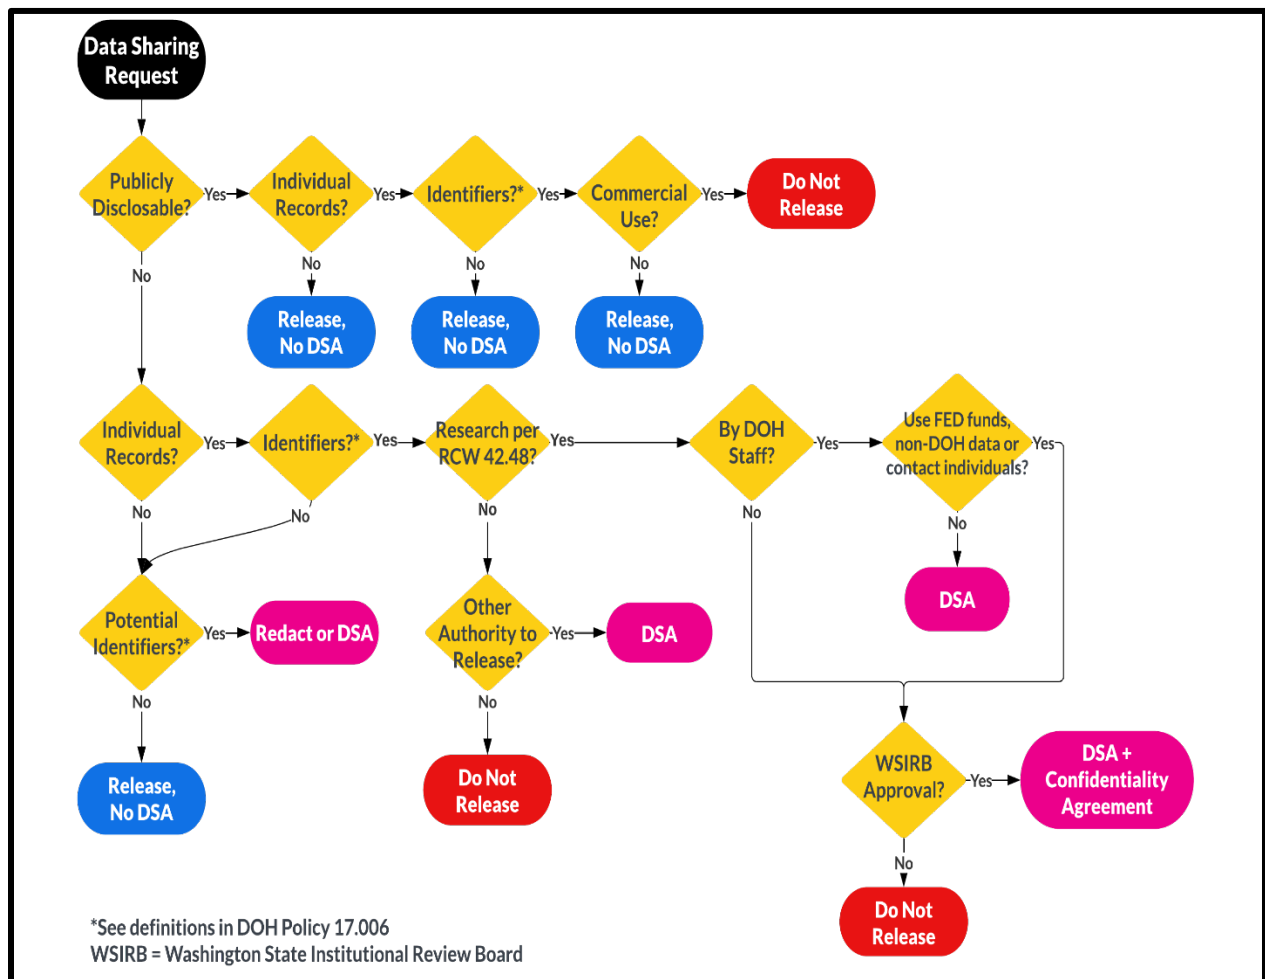 Data Sharing
Request
Publicly
Disclosable?
Yes
Individual
Records?
Yes
Identifiers?*
Yes
Commercial
Use?
Yes
Do Not
Release
No
No
No
No
Release,
No DSA
Release,
No DSA
Release,
No DSA
Individual
Records?
Yes
Identifiers?*
Yes
Research per
RCW 42.48?
Yes
By DOH
Staff?
Yes
Use FED funds,
non-DOH data or
contact individuals?
Yes
No
No
No
No
No
Potential
Identifiers?*
Yes
Redact or DSA
Other
Authority to
Release?
Yes
DSA
DSA
No
No
Release,
No DSA
Do Not
Release
WSIRB
Approval?
Yes
DSA +
Confidentiality
Agreement
No
Do Not
Release
*See definitions in DOH Policy 17.006
WSIRB = Washington State Institutional Review Board